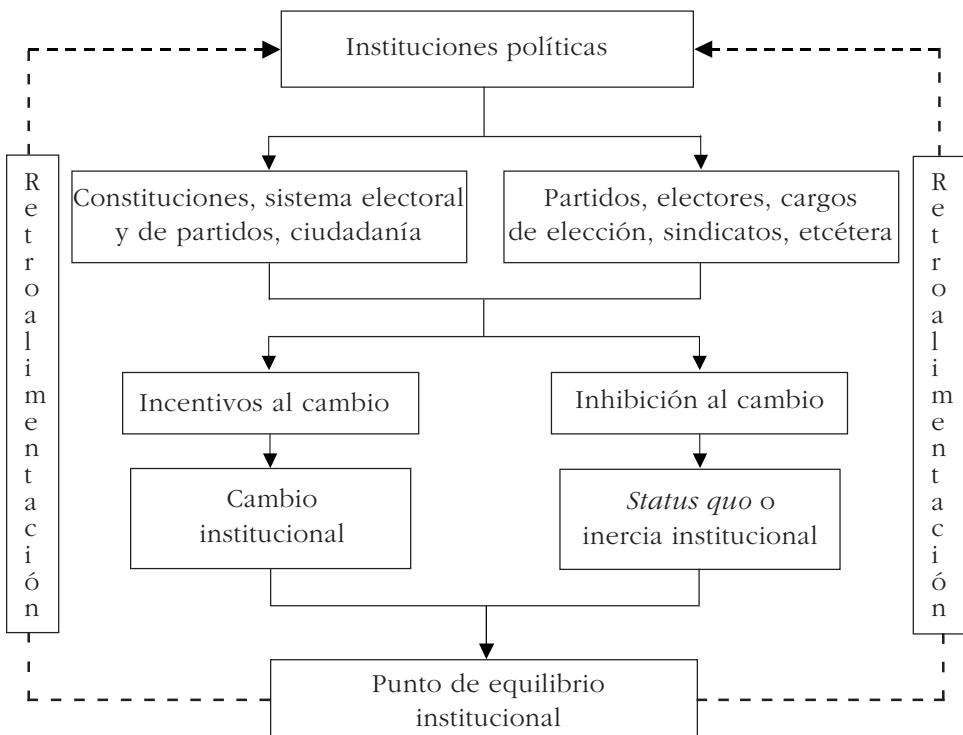 Instituciones políticas
Retroalimentación
Constituciones, sistema electoral
y de partidos, ciudadanía
Partidos, electores, cargos
de elección, sindicatos, etcétera
Retroalimentación
Incentivos al cambio
Inhibición al cambio
Cambio
institucional
Status quo o
inercia institucional
Punto de equilibrio
institucional